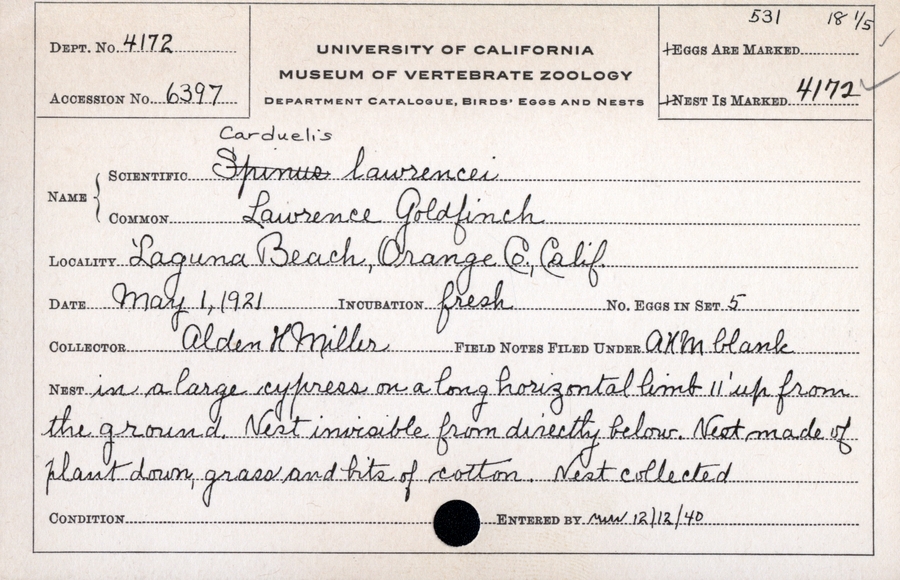 531 18 1/5
DEPT. No. 4172
UNIVERSITY OF CALIFORNIA
EGGS ARE MARKED
MUSEUM OF VERTEBRATE ZOOLOGY
ACCESSION No. 6397
DEPARTMENT CATALOGUE, BIRDS' EGGS AND NESTS
NEST IS MARKED 4172
Carduelis
NAME SCIENTIFIC Spinus lawrencei
COMMON Lawrence Goldfinch
LOCALITY Laguna Beach, Orange C., Calif.
DATE May 1, 1921 INCUBATION fresh No. EGGS IN SET 5
COLLECTOR Alden H Miller FIELD NOTES FILED UNDER AHM blank
NEST in a large cypress on a long horizontal limb 11' up from
the ground. Nest invisible from directly below. Nest made of
plant down, grass and bits of cotton. Nest collected
CONDITION ENTERED BY 12/12/40